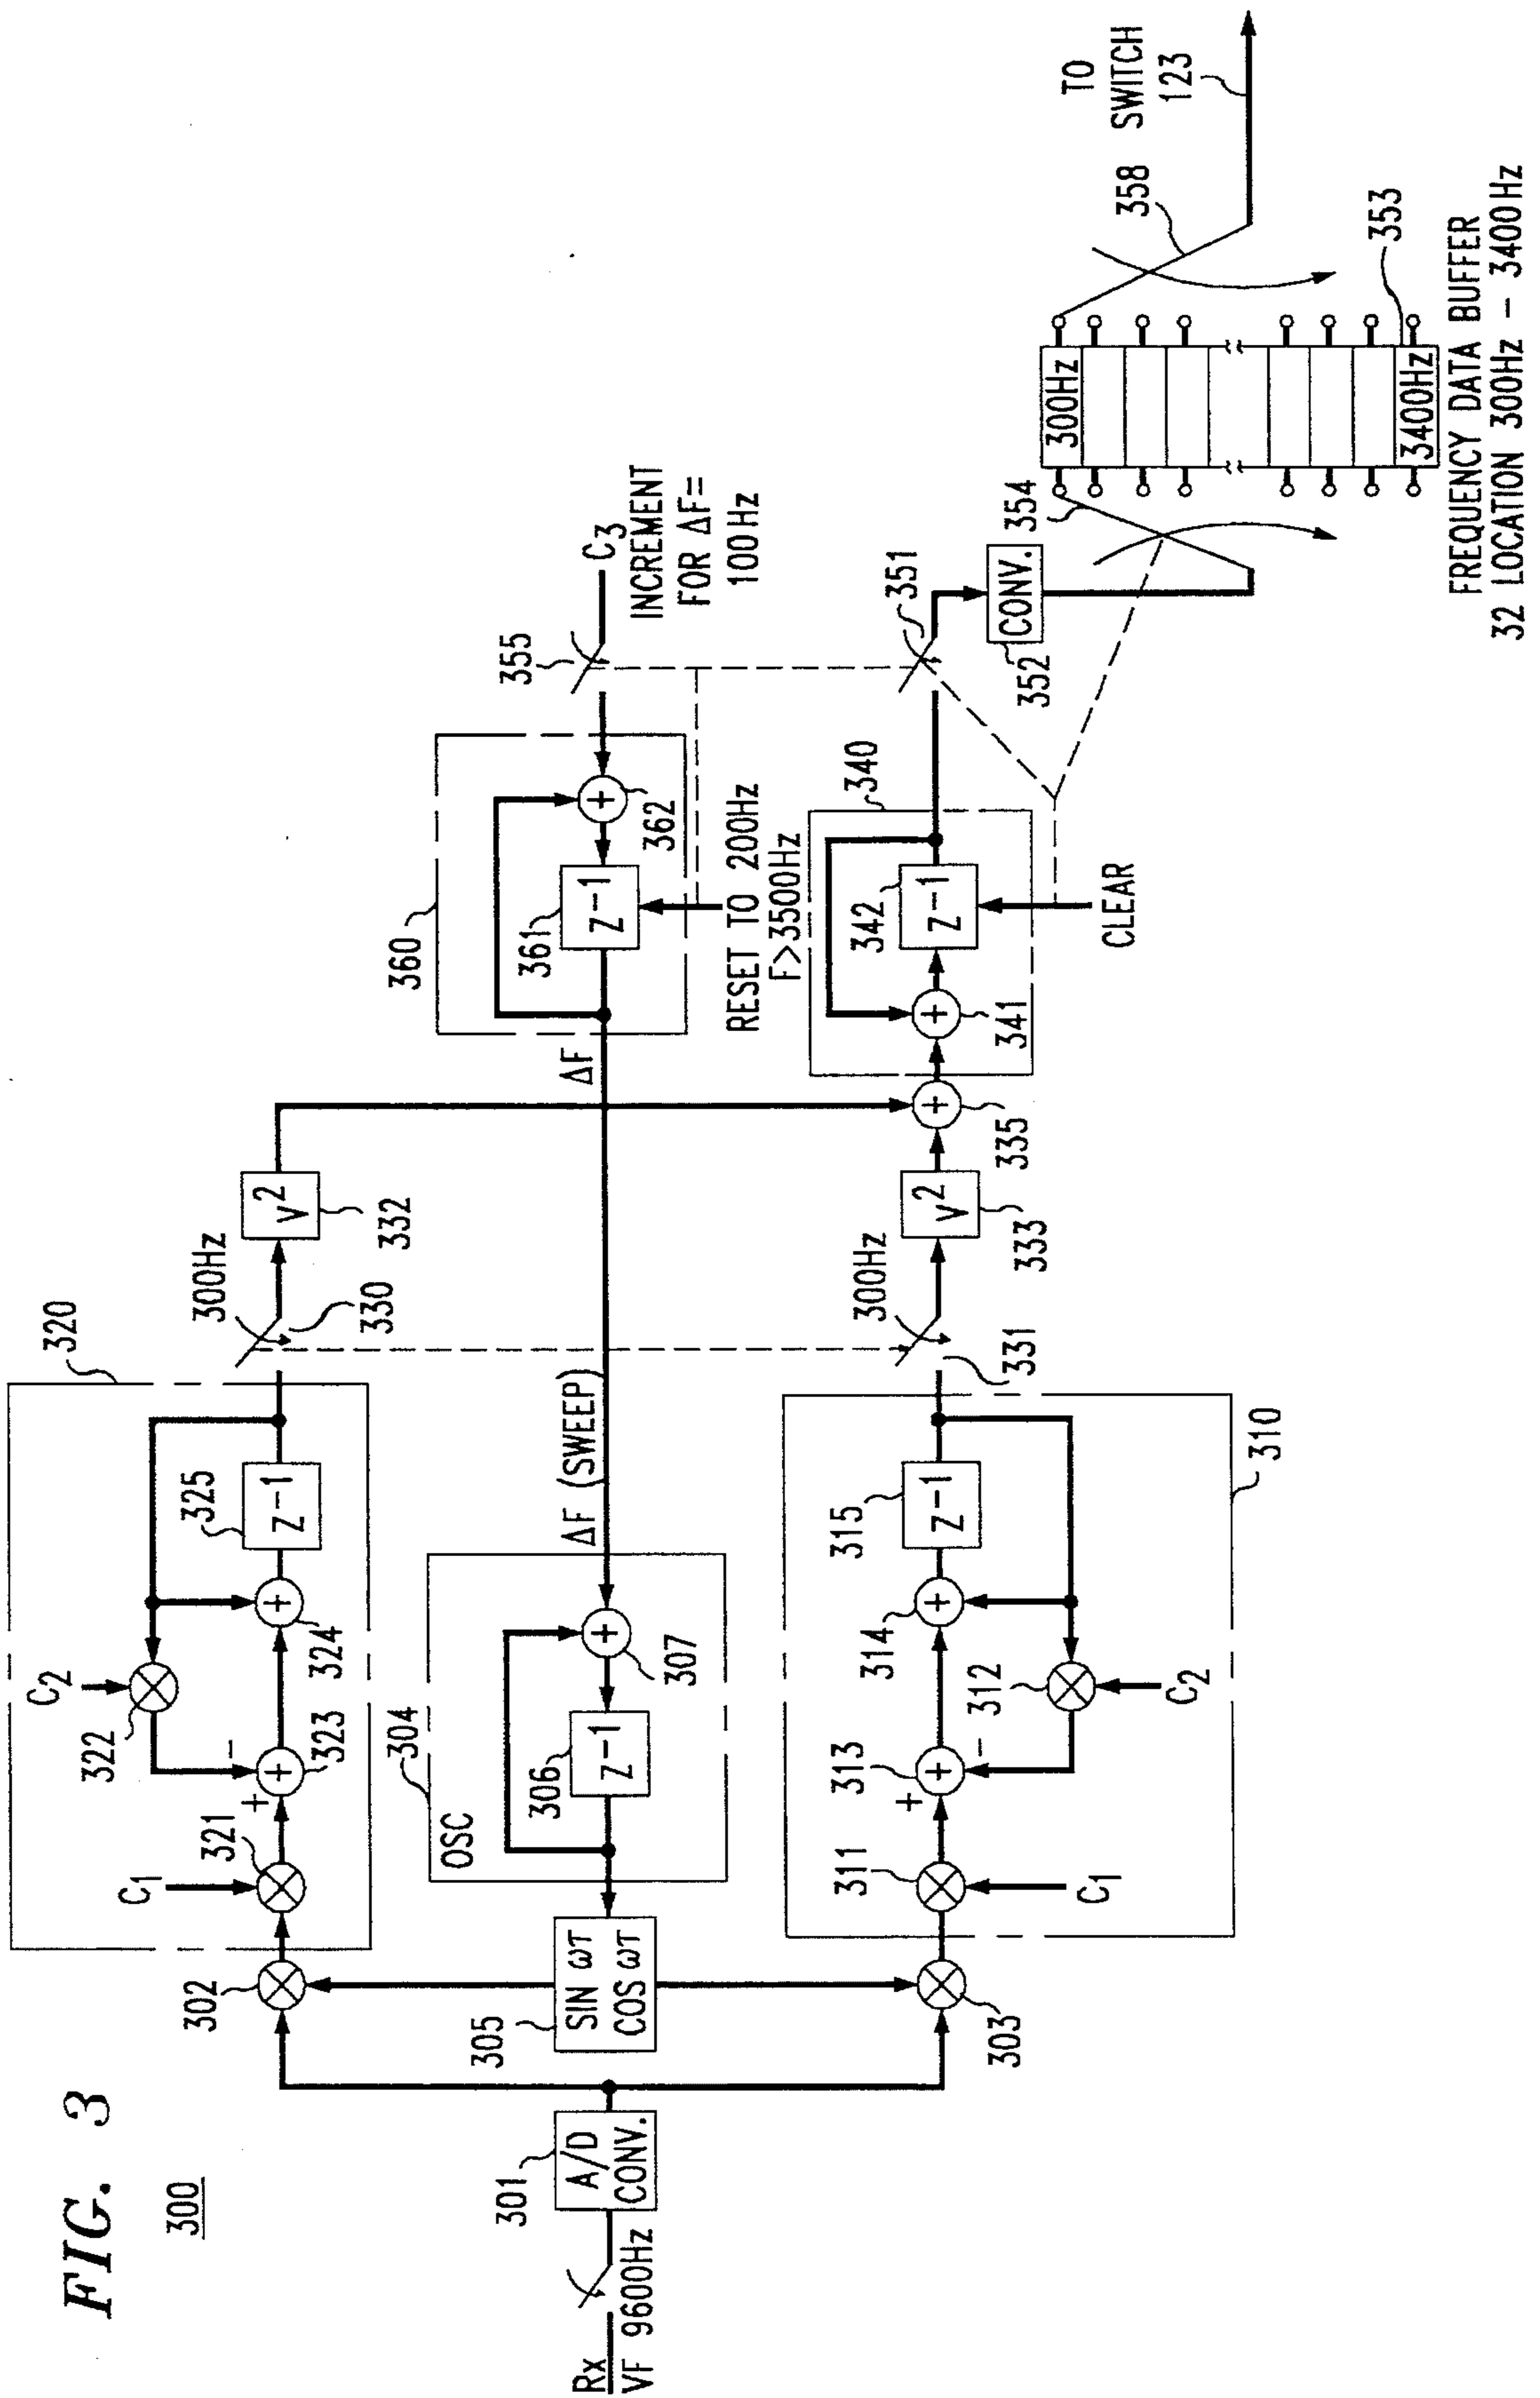 FIG. 3
300
Rx
VF
9600Hz
301
A/D
CONV.
302
303
305
SIN ωτ
COS ωτ
320
C1
321
C2
322
+
-
323
+
324
+
325
Z-1
300Hz
330
332
V2
304
OSC
306
Z-1
307
+
ΔF (SWEEP)
ΔF
360
361
Z-1
362
+
355
C3
INCREMENT
FOR ΔF=
100Hz
RESET TO 200Hz
F>3500Hz
310
C1
311
C2
312
+
-
313
+
314
+
315
Z-1
300Hz
331
333
V2
335
+
340
341
+
342
Z-1
CLEAR
351
352
CONV.
354
300Hz
3400Hz
353
358
TO
SWITCH
123
FREQUENCY DATA BUFFER
32 LOCATION 300Hz - 3400Hz